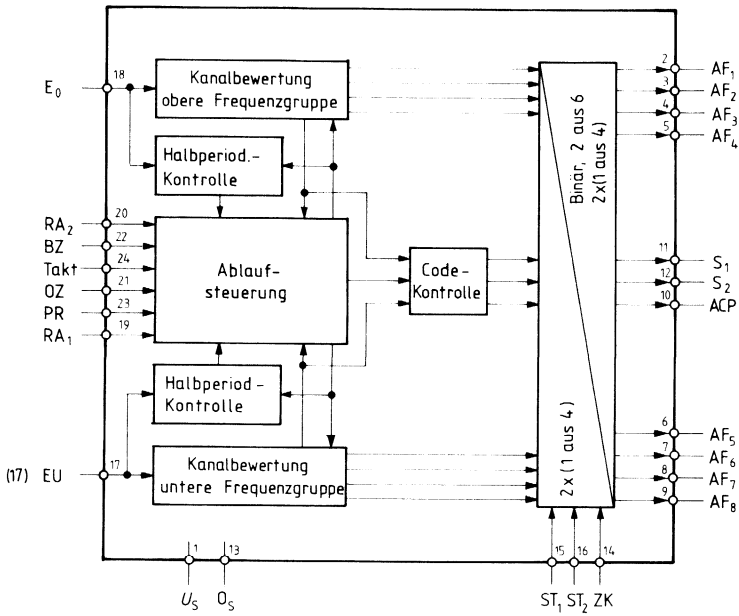 E₀
18
Kanalbewertung
obere Frequenzgruppe
Halbperiod.-
Kontrolle
RA₂
20
BZ
22
Takt
24
OZ
21
PR
23
RA₁
19
Ablauf-
steuerung
Code-
Kontrolle
Halbperiod-
Kontrolle
(17) EU
17
Kanalbewertung
untere Frequenzgruppe
Binär, 2 aus 6
2x(1 aus 4)
2x(1 aus 4)
2
AF₁
3
AF₂
4
AF₃
5
AF₄
11
S₁
12
S₂
10
ACP
6
AF₅
7
AF₆
8
AF₇
9
AF₈
1
13
15
16
14
U_S
O_S
ST₁
ST₂
ZK